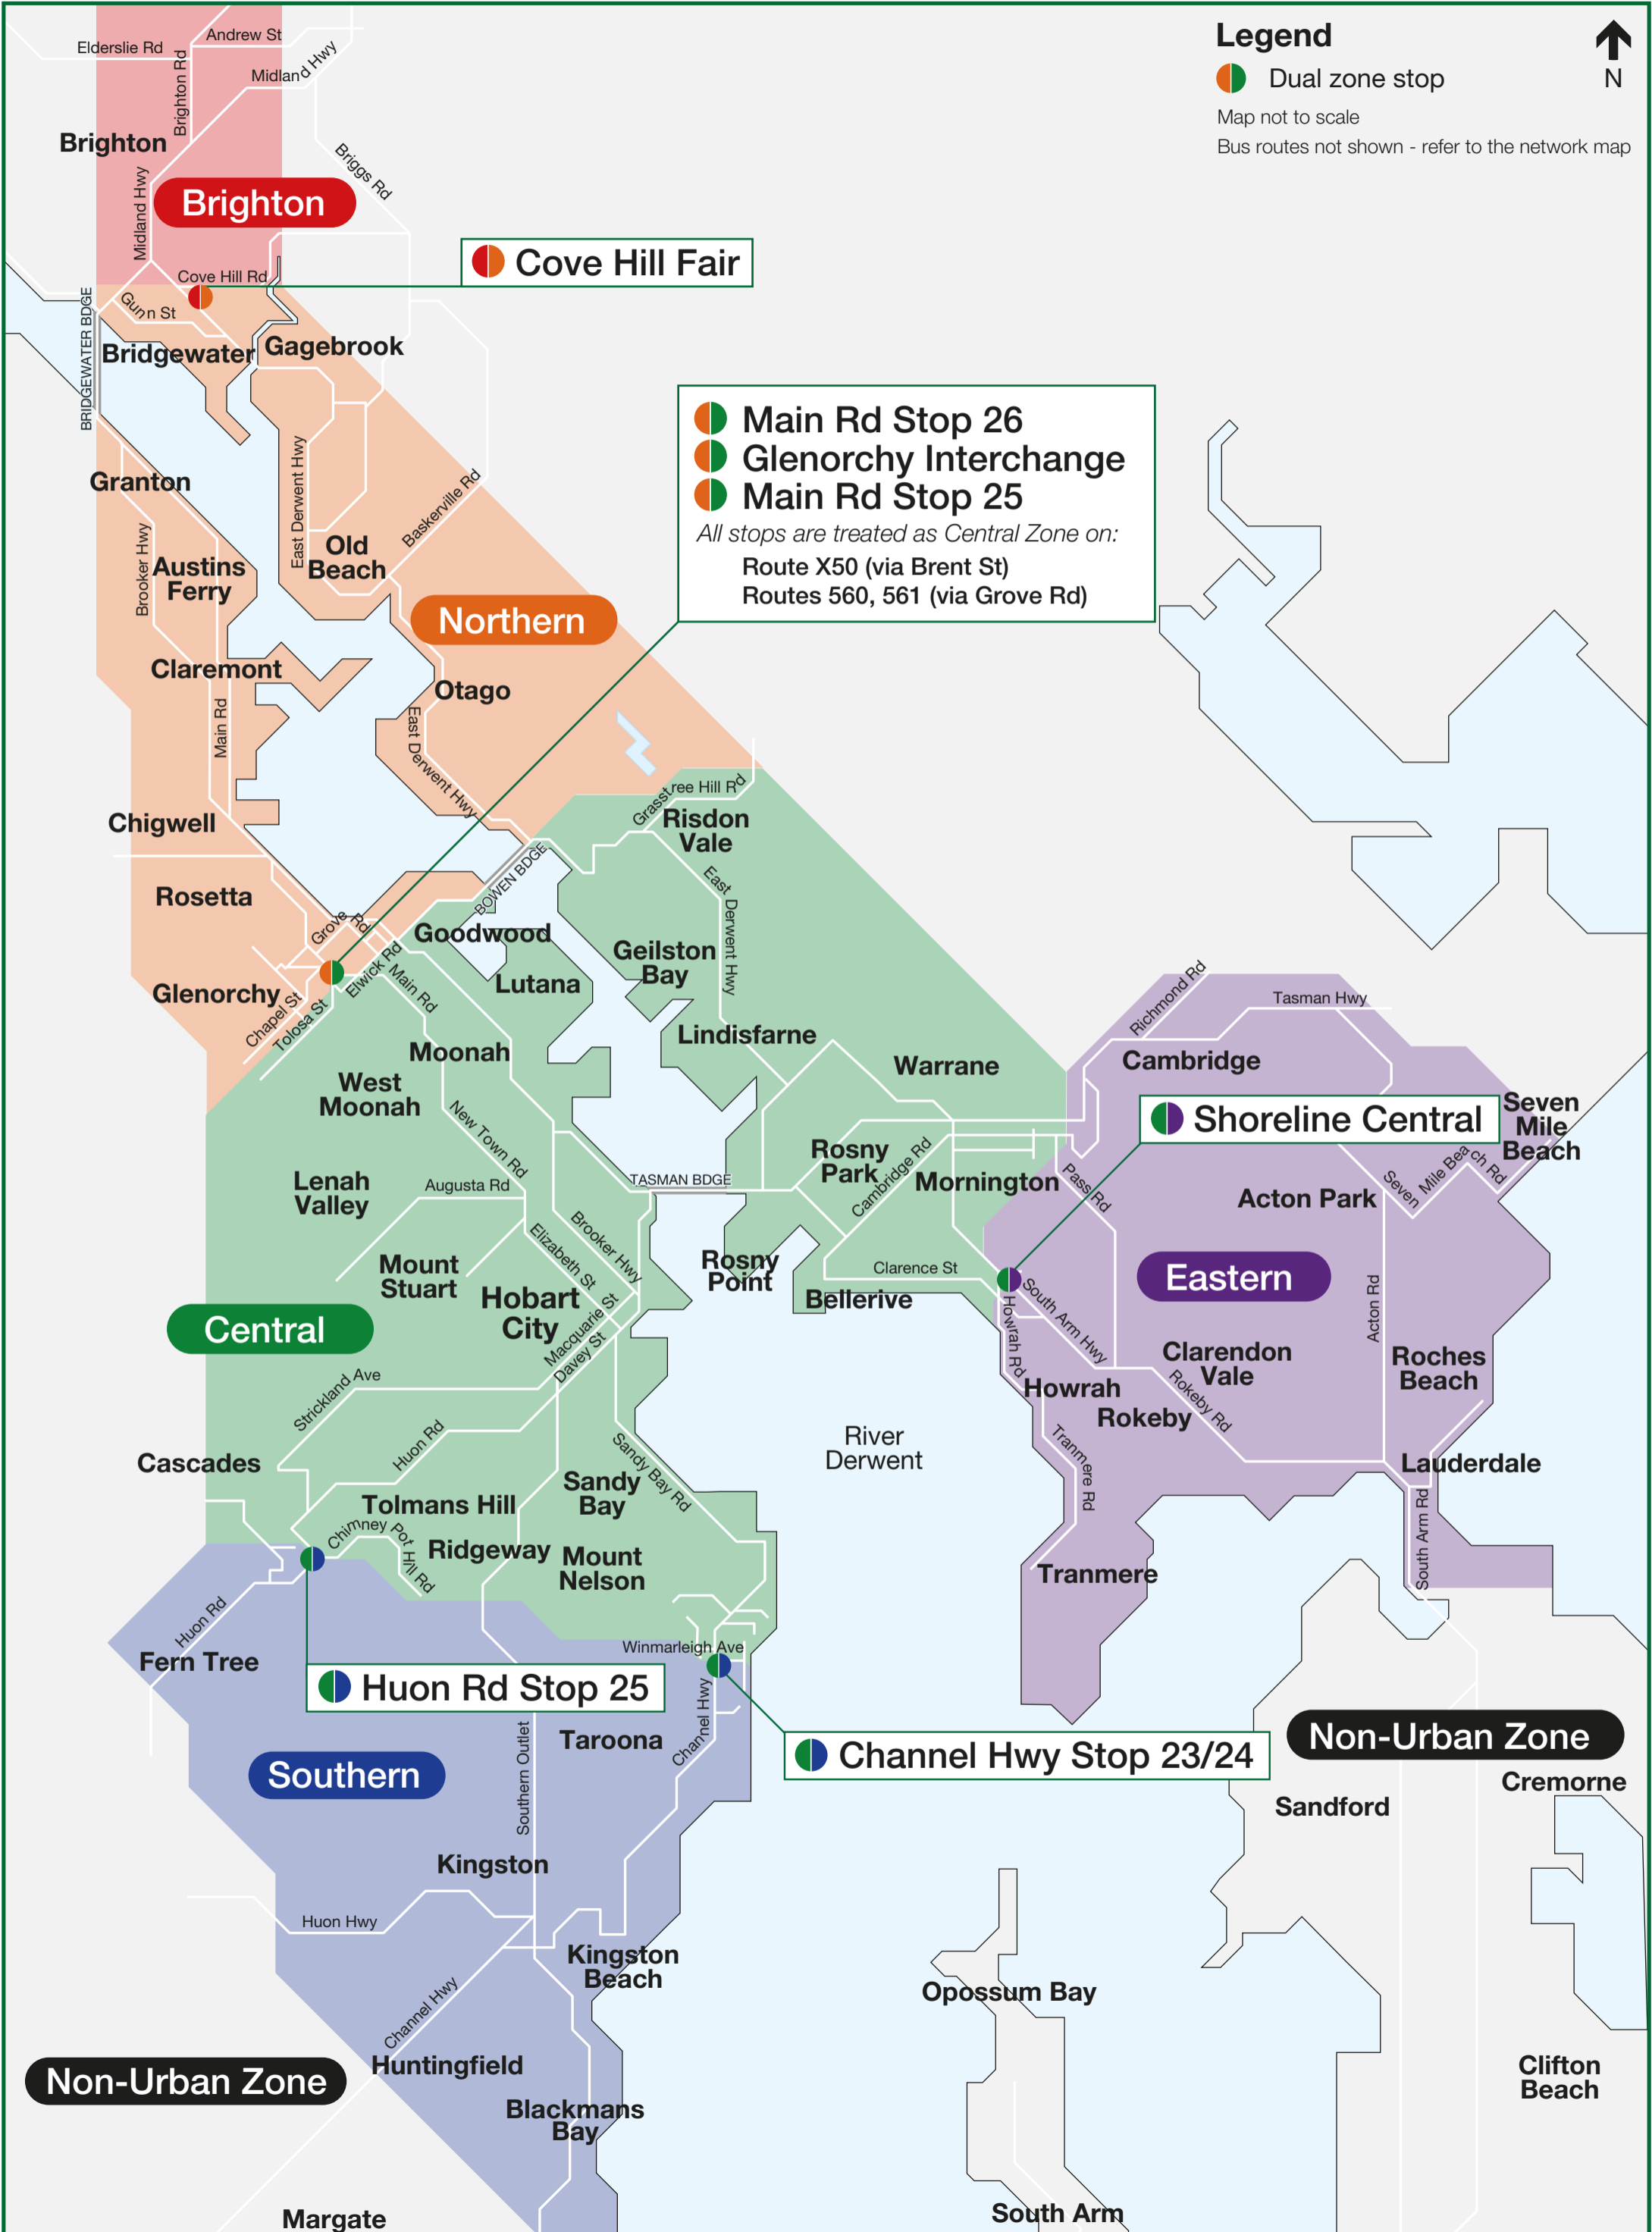 Legend
Dual zone stop
Map not to scale
Bus routes not shown - refer to the network map
N
Elderslie Rd
Andrew St
Brighton Rd
Midland Hwy
Brighton
Briggs Rd
Midland Hwy
Brighton
Cove Hill Fair
Cove Hill Rd
Gunn St
BRIDGEWATER BDGE
Bridgewater
Gagebrook
Main Rd Stop 26
Glenorchy Interchange
Main Rd Stop 25
All stops are treated as Central Zone on:
Route X50 (via Brent St)
Routes 560, 561 (via Grove Rd)
Granton
East Derwent Hwy
Baskerville Rd
Brooker Hwy
Old
Beach
Austins
Ferry
Northern
Claremont
Otago
Main Rd
East Derwent Hwy
Grasstree Hill Rd
Chigwell
Risdon
Vale
BOWEN BDGE
Rosetta
East Derwent Hwy
Grove Rd
Goodwood
Geilston
Bay
Elwick Rd
Main Rd
Lutana
Glenorchy
Chapel St
Tolosa St
Richmond Rd
Tasman Hwy
Lindisfarne
Moonah
Warrane
Cambridge
West
Moonah
Shoreline Central
Seven
Mile
Beach
New Town Rd
Rosny
Park
Cambridge Rd
Mornington
Pass Rd
Seven Mile Beach Rd
TASMAN BDGE
Lenah
Valley
Augusta Rd
Acton Park
Brooker Hwy
Elizabeth St
Mount
Stuart
Rosny
Point
Clarence St
Eastern
Hobart
City
Bellerive
South Arm Hwy
Howrah Rd
Acton Rd
Central
Macquarie St
Davey St
Clarendon
Vale
Roches
Beach
Strickland Ave
Howrah
Rokeby
Rokeby Rd
Huon Rd
River
Derwent
Tranmere Rd
Cascades
Sandy Bay Rd
Lauderdale
Sandy
Bay
Tolmans Hill
South Arm Rd
Chimney Pot Hill Rd
Ridgeway
Mount
Nelson
Tranmere
Huon Rd
Winmarleigh Ave
Fern Tree
Huon Rd Stop 25
Channel Hwy
Taroona
Channel Hwy Stop 23/24
Non-Urban Zone
Southern
Southern Outlet
Cremorne
Sandford
Kingston
Huon Hwy
Kingston
Beach
Channel Hwy
Opossum Bay
Non-Urban Zone
Huntingfield
Clifton
Beach
Blackmans
Bay
South Arm
Margate